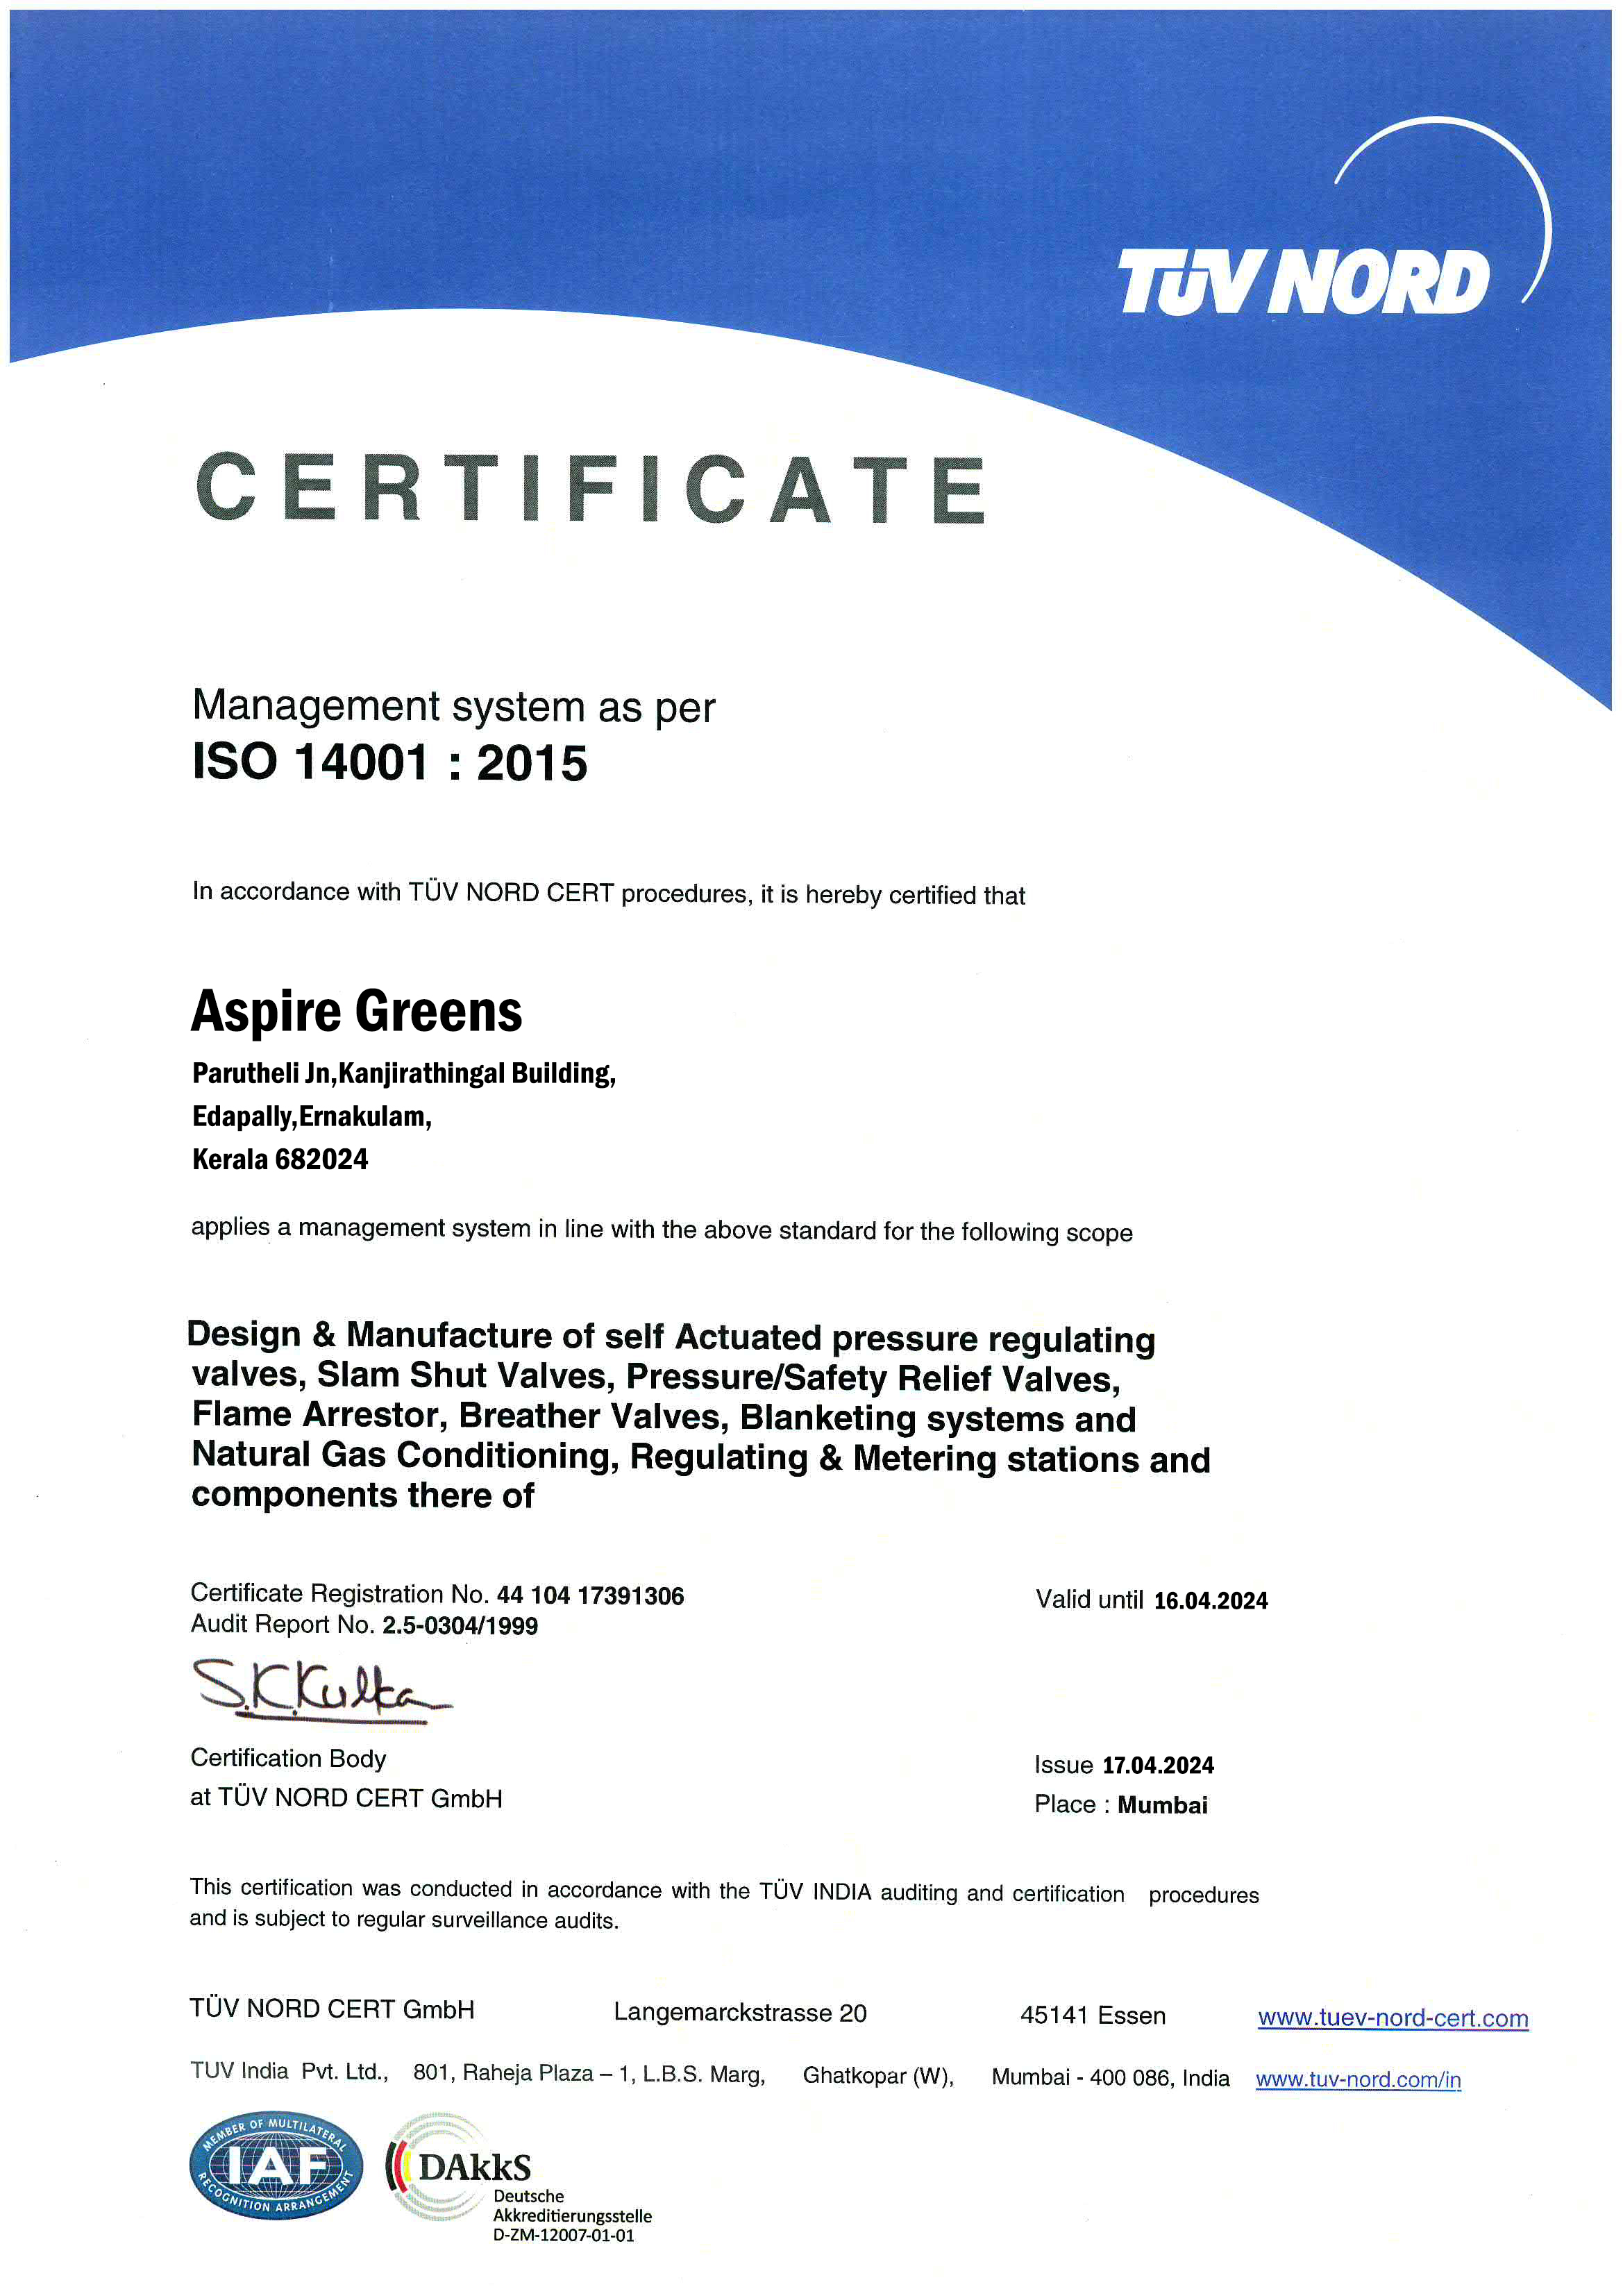 TÜV NORD
CERTIFICATE
Management system as per
ISO 14001 : 2015
In accordance with TÜV NORD CERT procedures, it is hereby certified that
Aspire Greens
Parutheli Jn,Kanjirathingal Building,
Edapally,Ernakulam,
Kerala 682024
applies a management system in line with the above standard for the following scope
Design & Manufacture of self Actuated pressure regulating
valves, Slam Shut Valves, Pressure/Safety Relief Valves,
Flame Arrestor, Breather Valves, Blanketing systems and
Natural Gas Conditioning, Regulating & Metering stations and
components there of
Certificate Registration No. 44 104 17391306 Valid until 16.04.2024
Audit Report No. 2.5-0304/1999
S.K.Kulka
Certification Body Issue 17.04.2024
at TÜV NORD CERT GmbH Place : Mumbai
This certification was conducted in accordance with the TÜV INDIA auditing and certification procedures
and is subject to regular surveillance audits.
TÜV NORD CERT GmbH Langemarckstrasse 20 45141 Essen www.tuev-nord-cert.com
TUV India Pvt. Ltd., 801, Raheja Plaza – 1, L.B.S. Marg, Ghatkopar (W), Mumbai - 400 086, India www.tuv-nord.com/in
MEMBER OF MULTILATERAL
IAF
RECOGNITION ARRANGEMENT
DAkkS
Deutsche
Akkreditierungsstelle
D-ZM-12007-01-01